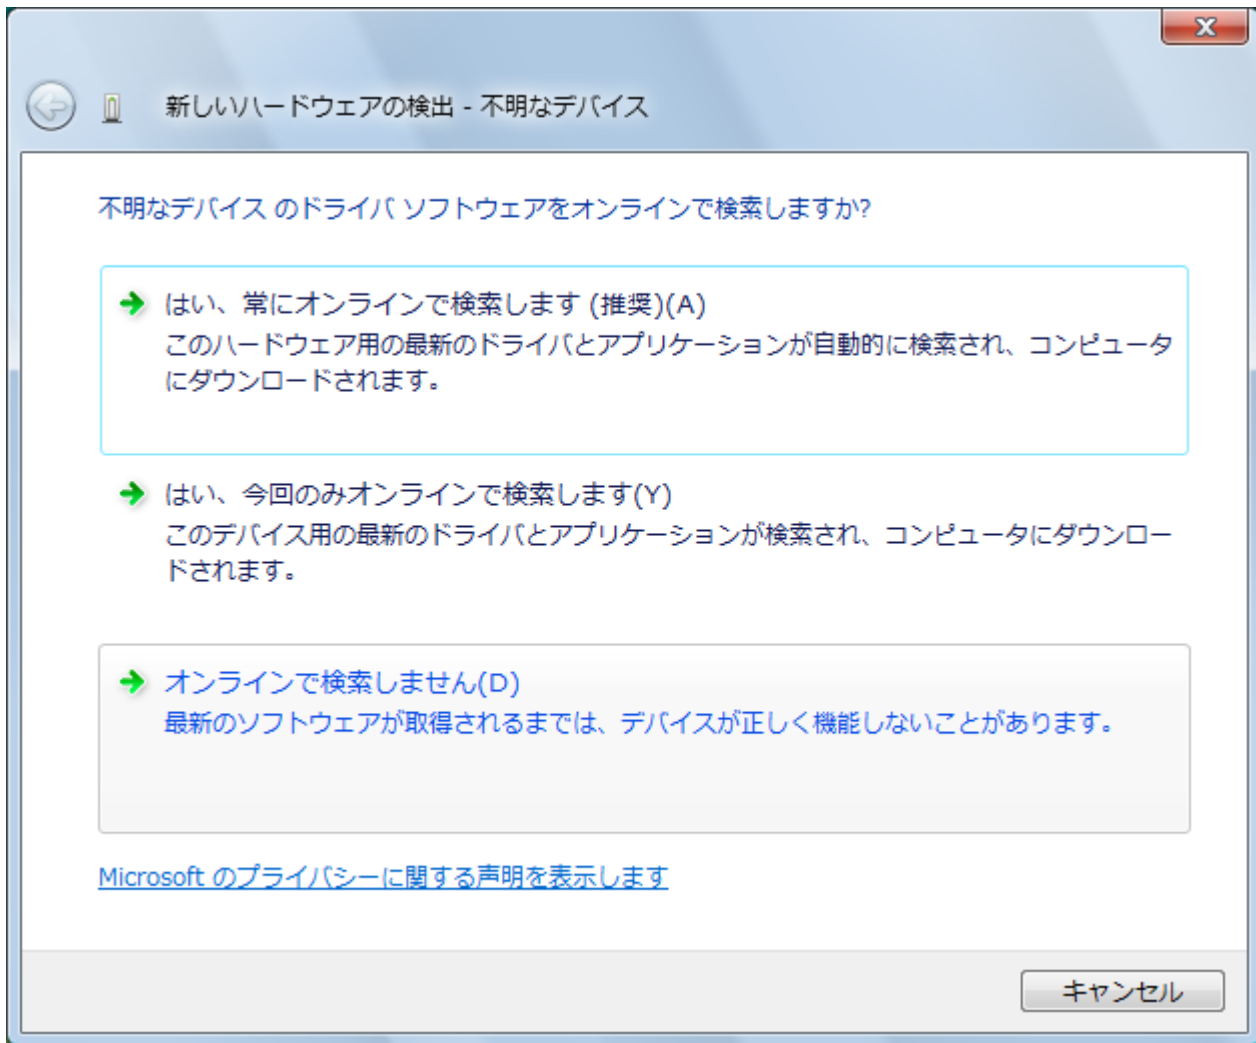 新しいハードウェアの検出 - 不明なデバイス
不明なデバイス のドライバ ソフトウェアをオンラインで検索しますか?
はい、常にオンラインで検索します (推奨)(A)
このハードウェア用の最新のドライバとアプリケーションが自動的に検索され、コンピュータ
にダウンロードされます。
はい、今回のみオンラインで検索します(Y)
このデバイス用の最新のドライバとアプリケーションが検索され、コンピュータにダウンロー
ドされます。
オンラインで検索しません(D)
最新のソフトウェアが取得されるまでは、デバイスが正しく機能しないことがあります。
Microsoft のプライバシーに関する声明を表示します
キャンセル